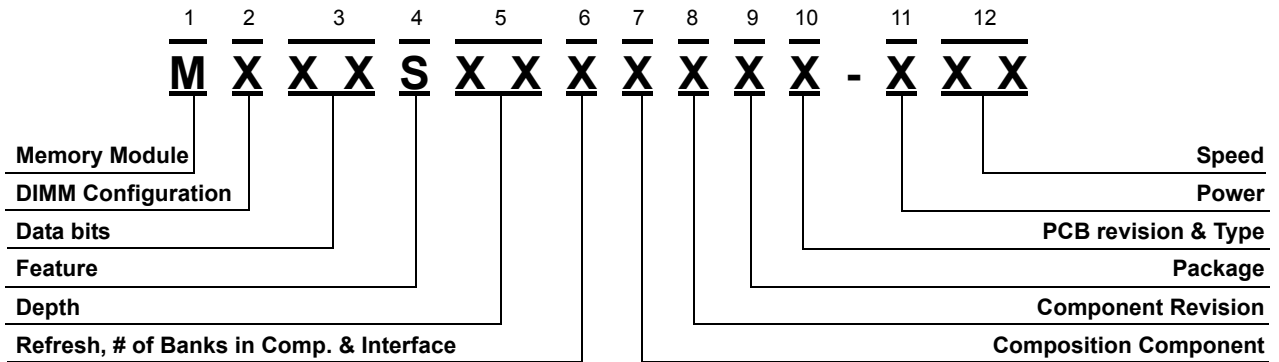 1 2 3 4 5 6 7 8 9 10 11 12
M X X X S X X X X X X X - X X X
Memory Module Speed
DIMM Configuration Power
Data bits PCB revision & Type
Feature Package
Depth Component Revision
Refresh, # of Banks in Comp. & Interface Composition Component